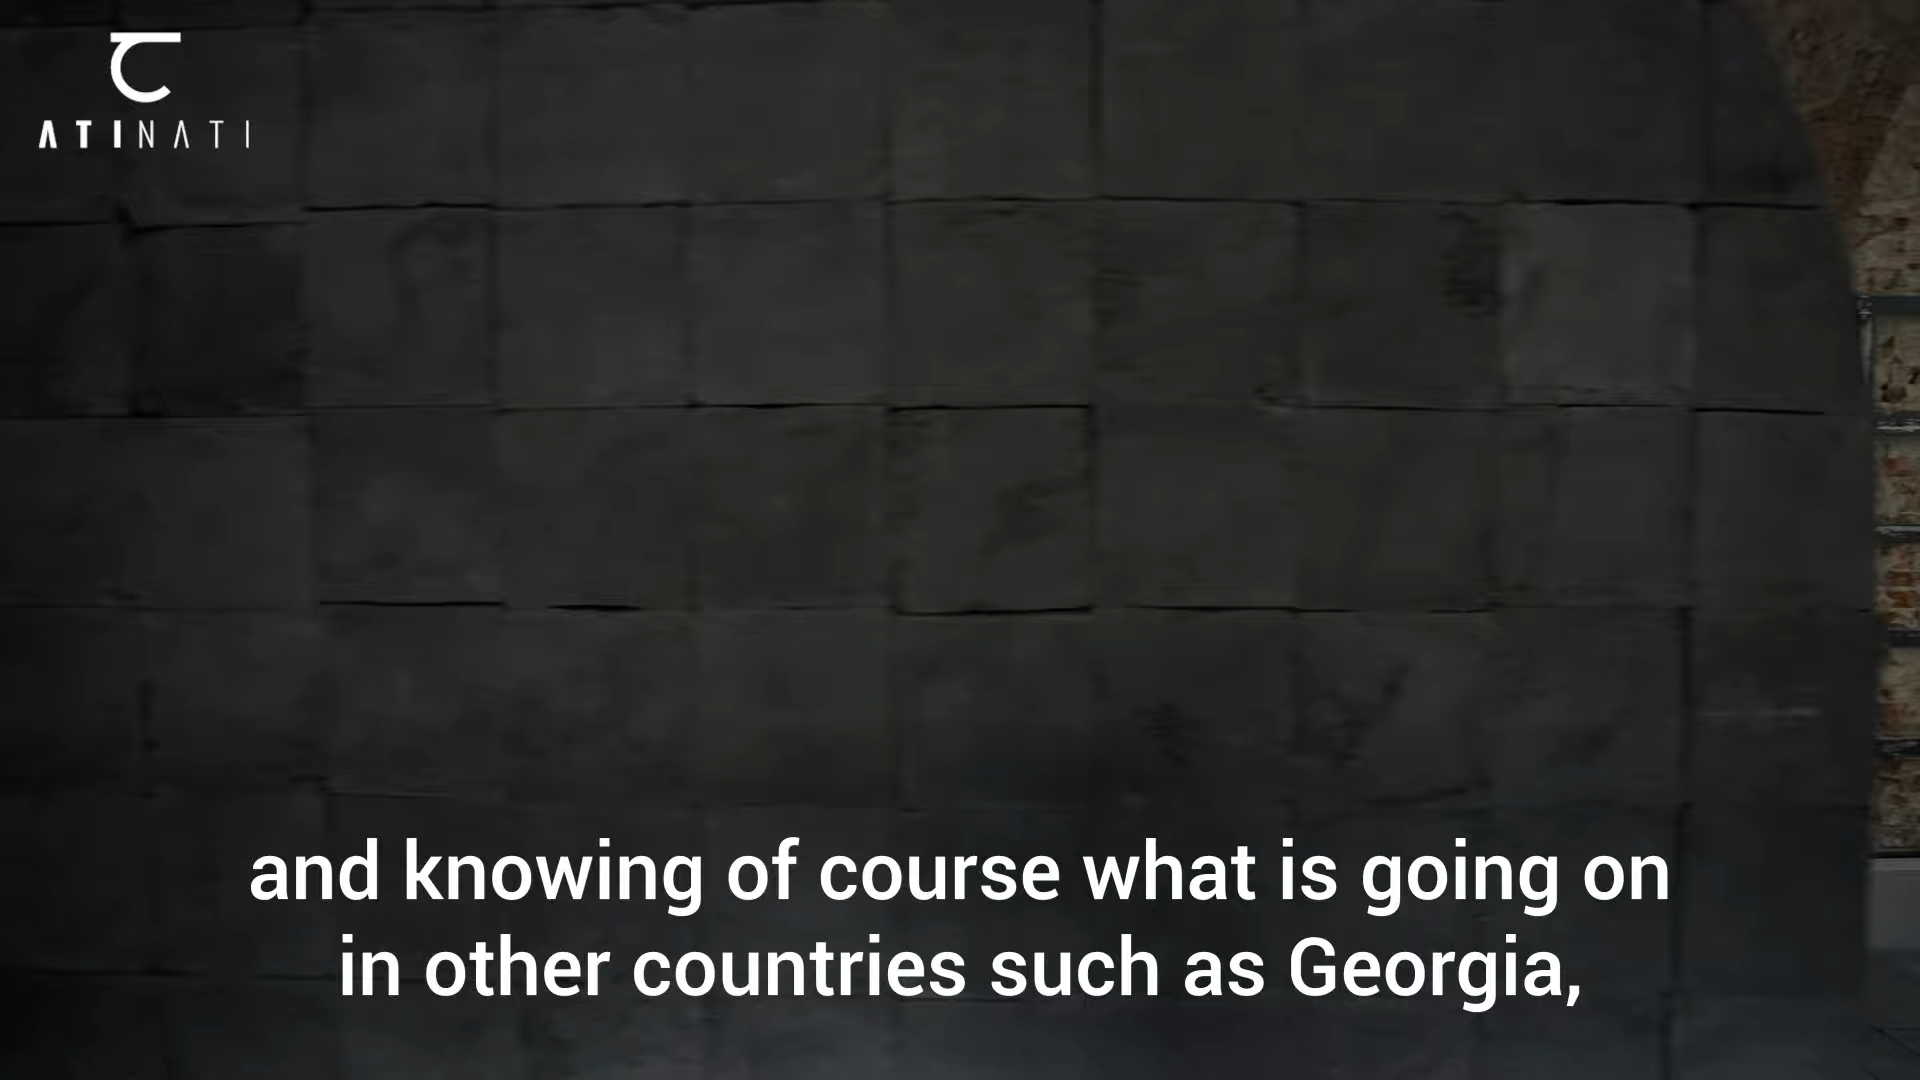 ATINATI
and knowing of course what is going on
in other countries such as Georgia,